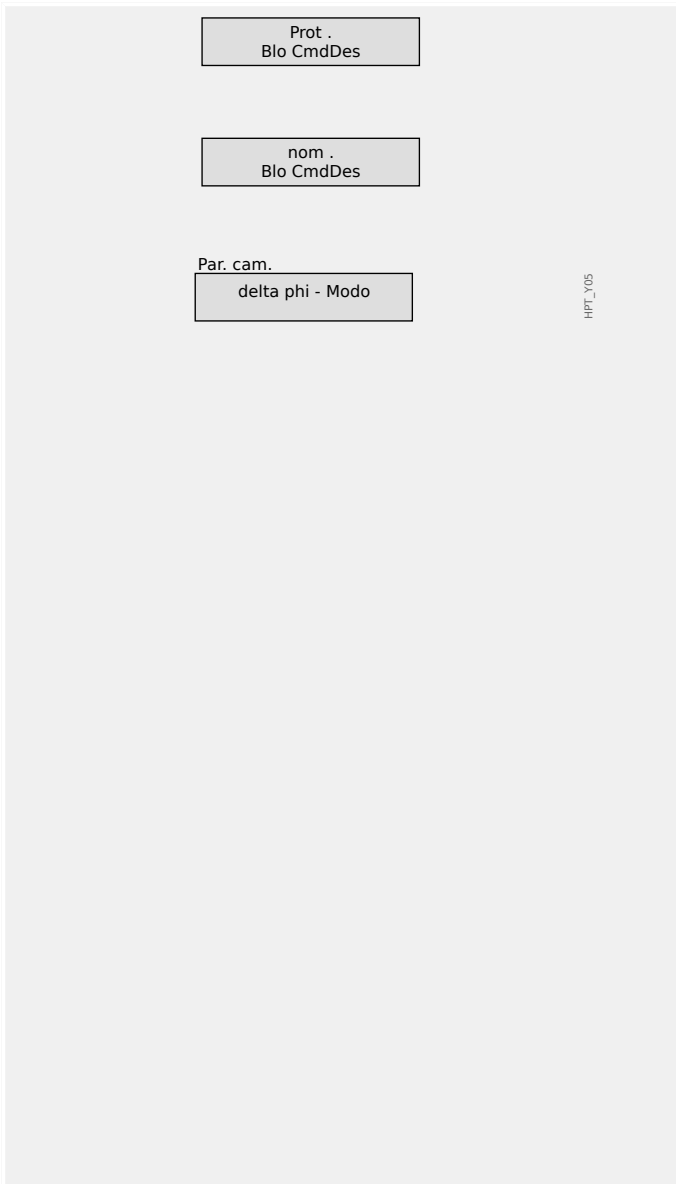 Prot .
Blo CmdDes
nom .
Blo CmdDes
Par. cam.
delta phi - Modo
HPT_Y05